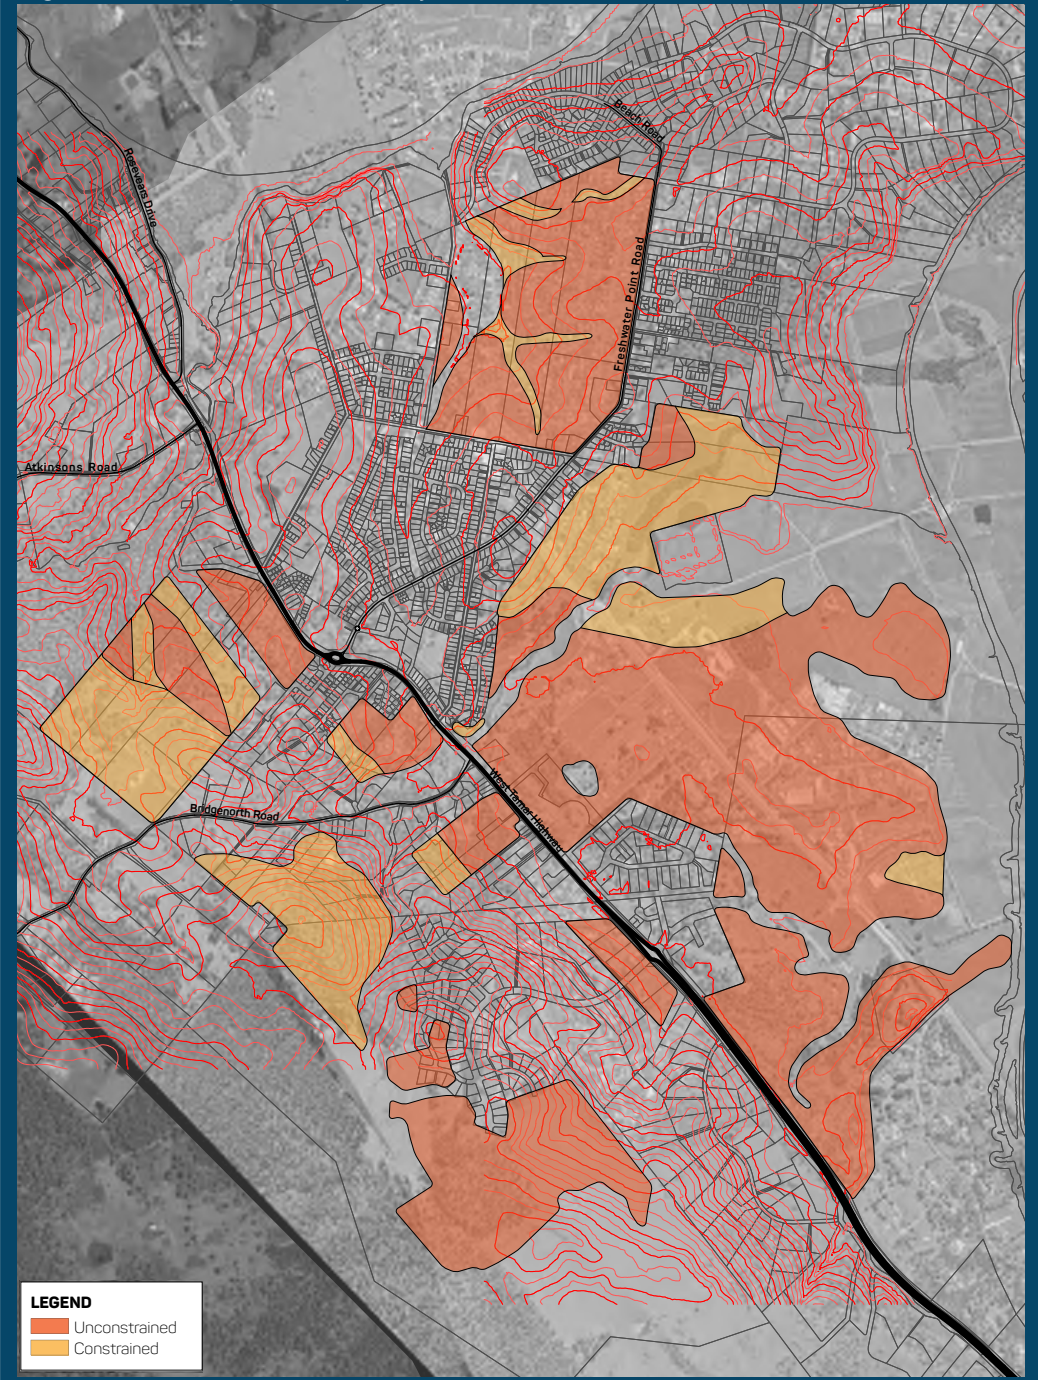 Beach Road
Rosevears Drive
Freshwater Point Road
Atkinsons Road
West Tamar Highway
Bridgenorth Road
LEGEND
Unconstrained
Constrained